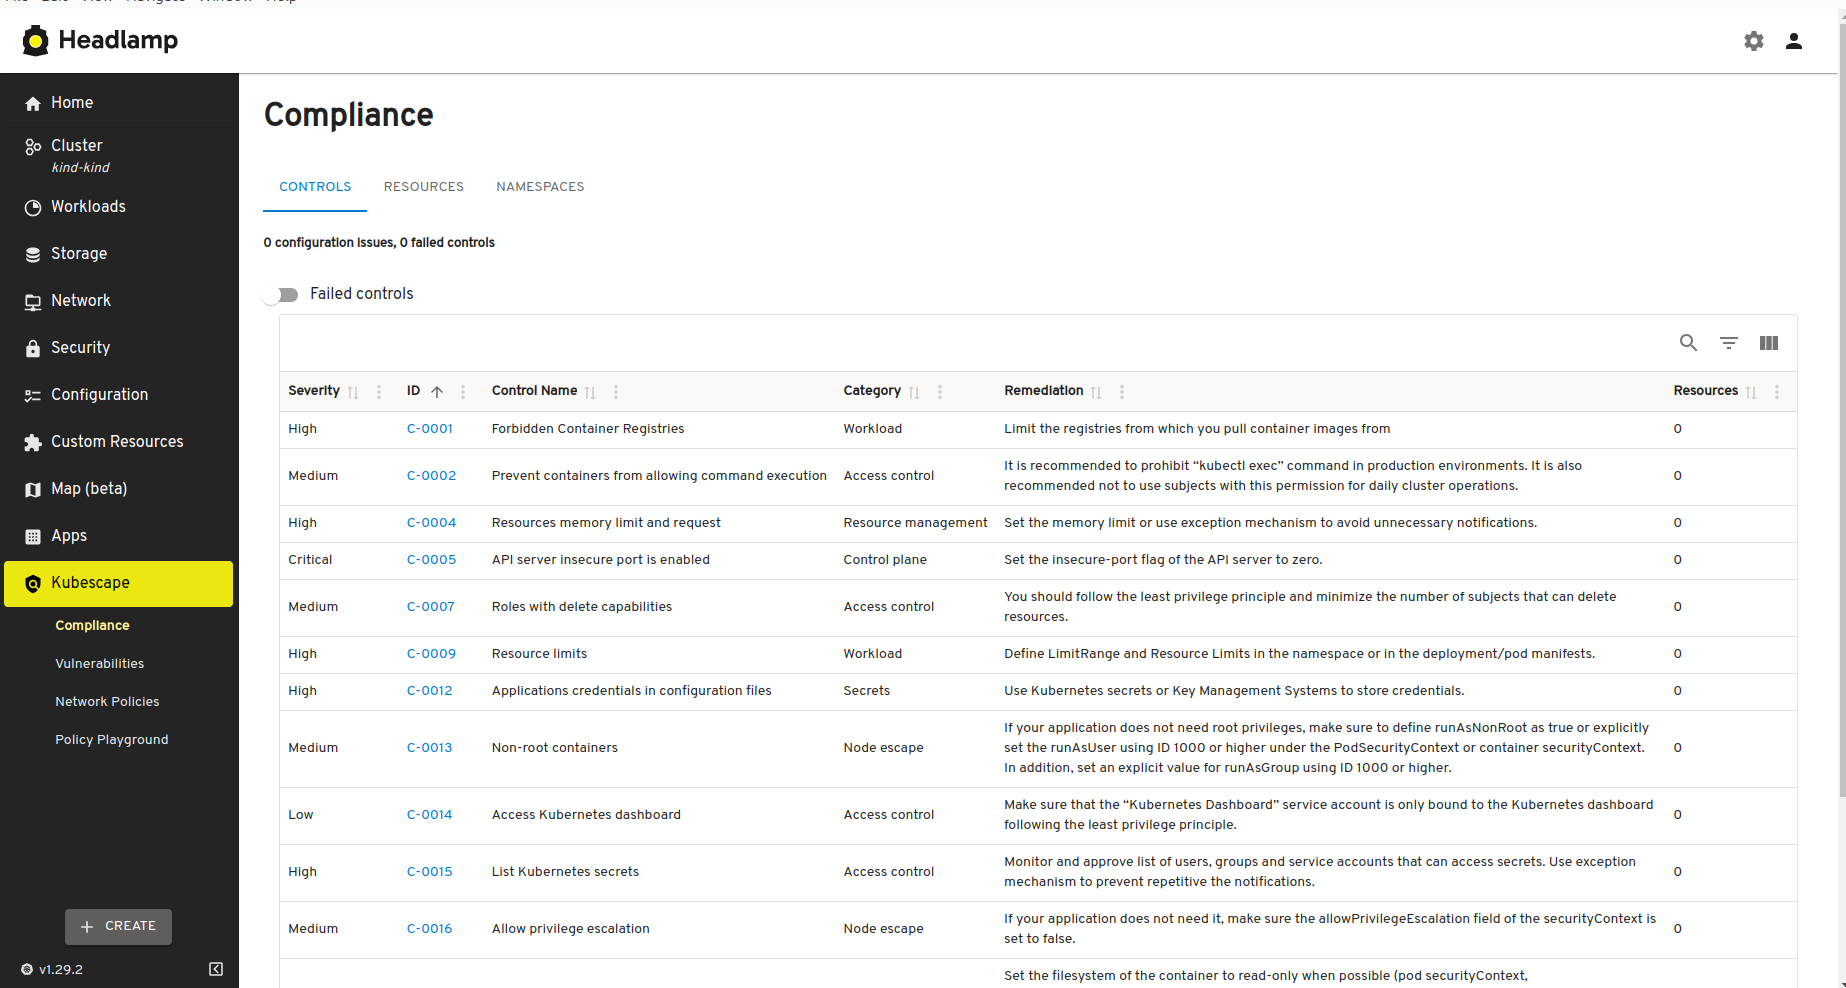 Headlamp
Home
Cluster
kind-kind
Workloads
Storage
Network
Security
Configuration
Custom Resources
Map (beta)
Apps
Kubescape
Compliance
Vulnerabilities
Network Policies
Policy Playground
CREATE
v1.29.2
Compliance
CONTROLS RESOURCES NAMESPACES
0 configuration issues, 0 failed controls
Failed controls
Severity ID Control Name Category Remediation Resources
High C-0001 Forbidden Container Registries Workload Limit the registries from which you pull container images from 0
Medium C-0002 Prevent containers from allowing command execution Access control It is recommended to prohibit “kubectl exec” command in production environments. It is also
recommended not to use subjects with this permission for daily cluster operations. 0
High C-0004 Resources memory limit and request Resource management Set the memory limit or use exception mechanism to avoid unnecessary notifications. 0
Critical C-0005 API server insecure port is enabled Control plane Set the insecure-port flag of the API server to zero. 0
Medium C-0007 Roles with delete capabilities Access control You should follow the least privilege principle and minimize the number of subjects that can delete
resources. 0
High C-0009 Resource limits Workload Define LimitRange and Resource Limits in the namespace or in the deployment/pod manifests. 0
High C-0012 Applications credentials in configuration files Secrets Use Kubernetes secrets or Key Management Systems to store credentials. 0
Medium C-0013 Non-root containers Node escape If your application does not need root privileges, make sure to define runAsNonRoot as true or explicitly
set the runAsUser using ID 1000 or higher under the PodSecurityContext or container securityContext.
In addition, set an explicit value for runAsGroup using ID 1000 or higher. 0
Low C-0014 Access Kubernetes dashboard Access control Make sure that the “Kubernetes Dashboard” service account is only bound to the Kubernetes dashboard
following the least privilege principle. 0
High C-0015 List Kubernetes secrets Access control Monitor and approve list of users, groups and service accounts that can access secrets. Use exception
mechanism to prevent repetitive the notifications. 0
Medium C-0016 Allow privilege escalation Node escape If your application does not need it, make sure the allowPrivilegeEscalation field of the securityContext is
set to false. 0
Set the filesystem of the container to read-only when possible (pod securityContext,